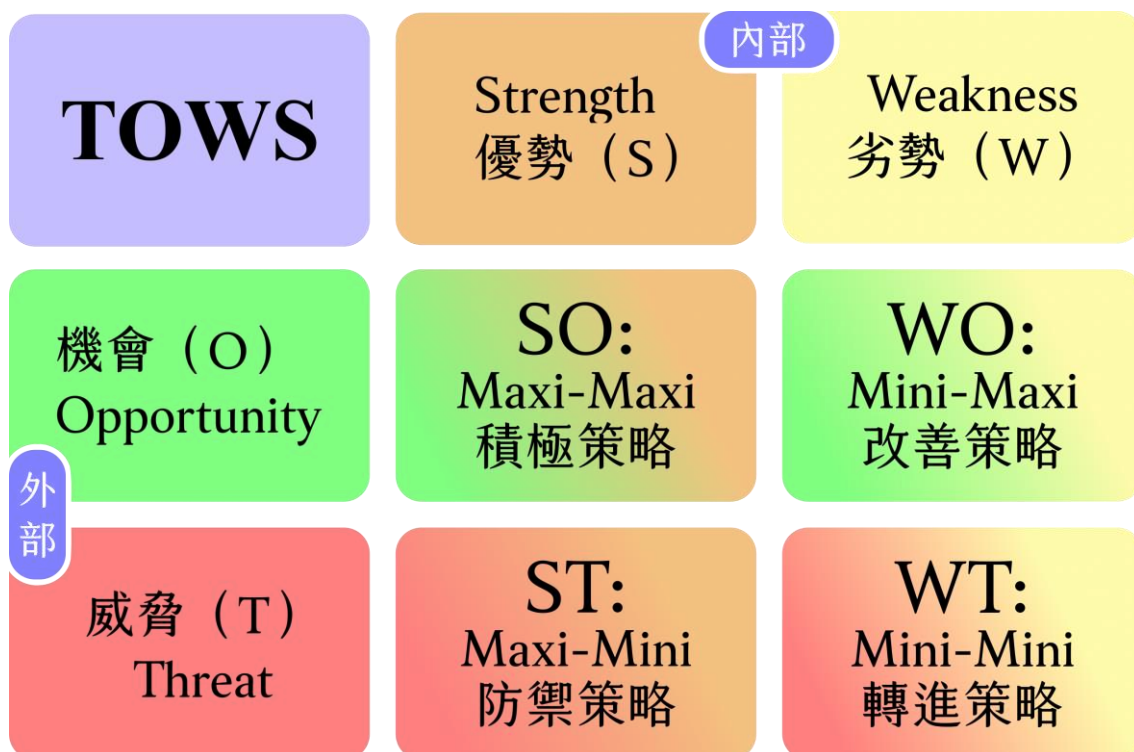 TOWS
內部
Strength
優勢（S）
Weakness
劣勢（W）
機會（O）
Opportunity
SO:
Maxi-Maxi
積極策略
WO:
Mini-Maxi
改善策略
外部
威脅（T）
Threat
ST:
Maxi-Mini
防禦策略
WT:
Mini-Mini
轉進策略